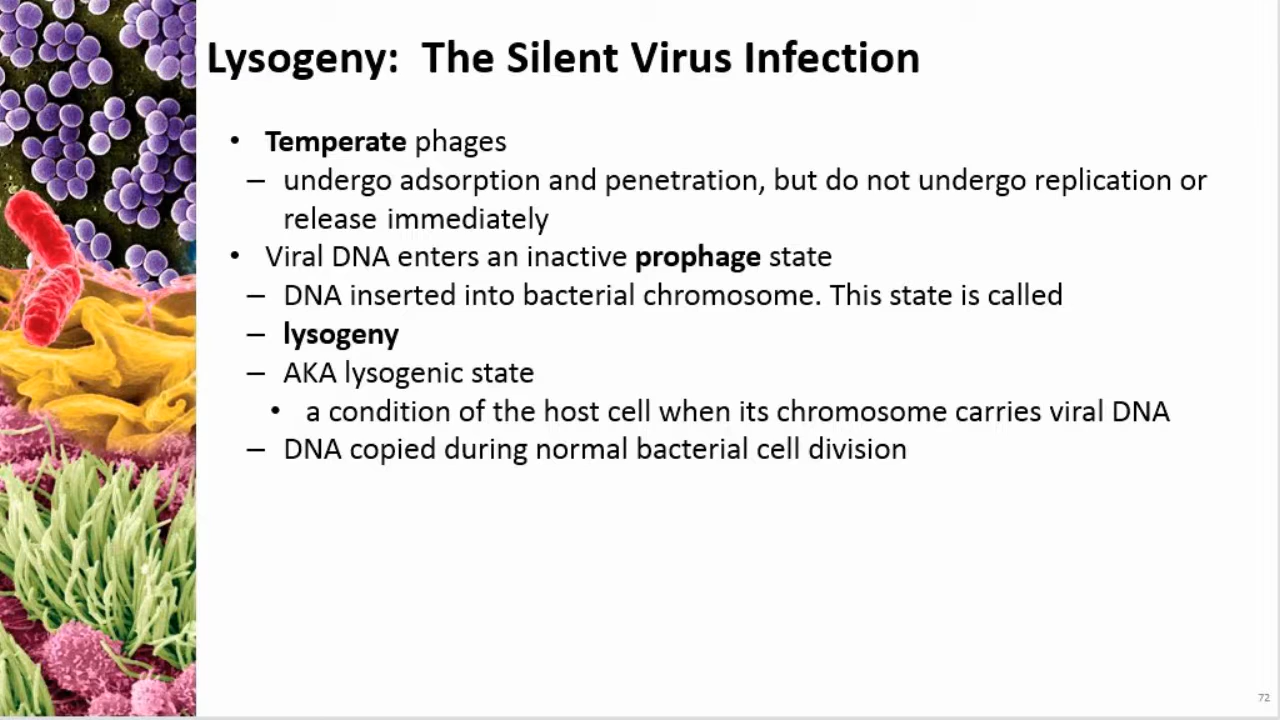 Lysogeny:  The Silent Virus Infection
• Temperate phages
– undergo adsorption and penetration, but do not undergo replication or
release immediately
• Viral DNA enters an inactive prophage state
– DNA inserted into bacterial chromosome. This state is called
– lysogeny
– AKA lysogenic state
• a condition of the host cell when its chromosome carries viral DNA
– DNA copied during normal bacterial cell division
72